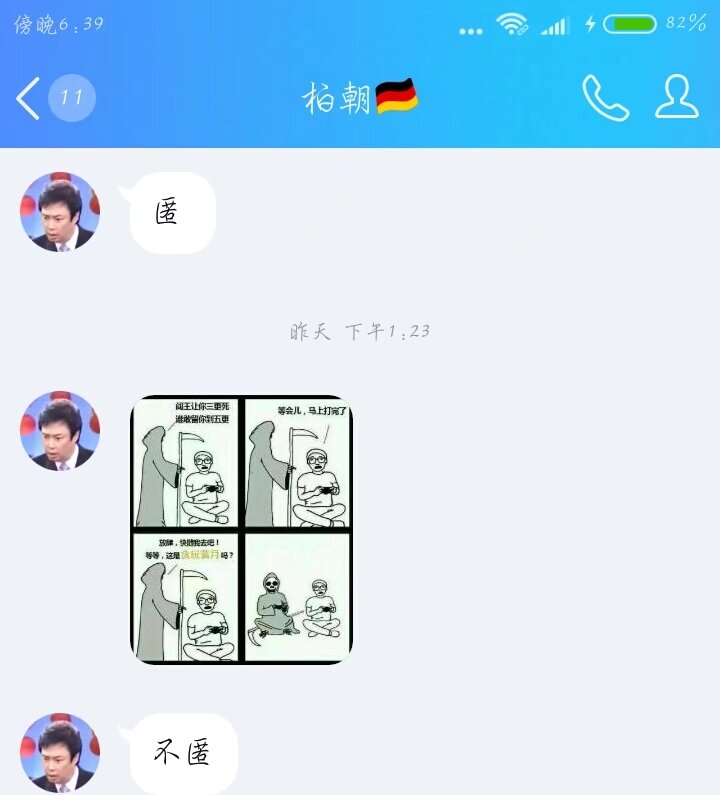 傍晚6:39
82%
11
柏朝🇩🇪
匿
昨天 下午1:23
阎王让你三更死
谁敢留你到五更
等会儿，马上打完了
放肆，快随我去吧！
等等，这是贪玩蓝月吗？
不匿